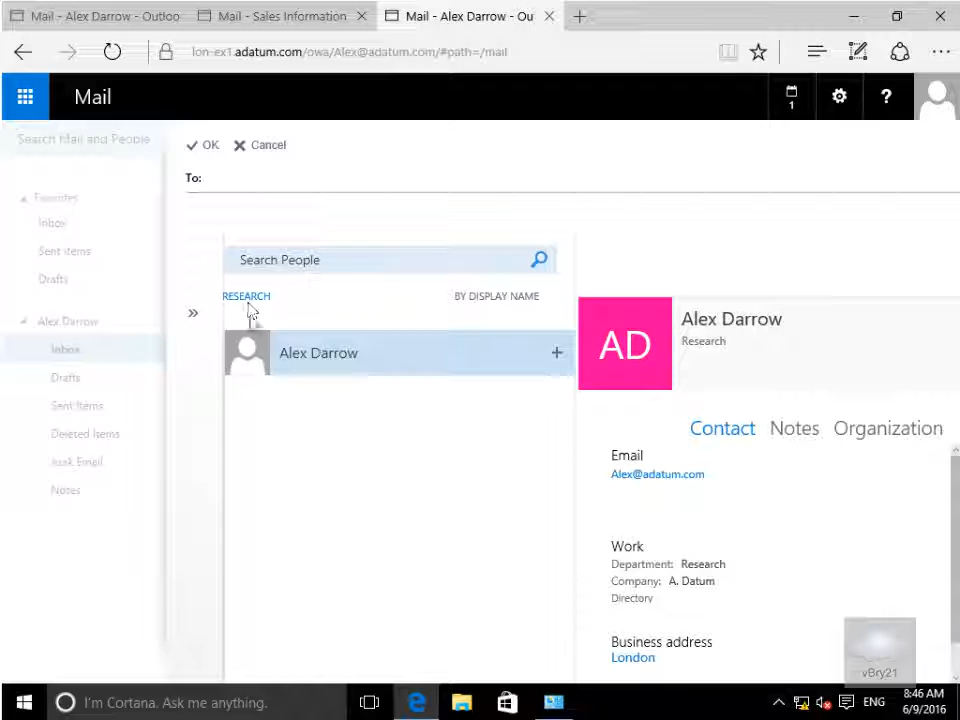 Mail - Alex Darrow - Outloo
Mail - Sales Information
Mail - Alex Darrow - Ou
lon-ex1.adatum.com/owa/Alex@adatum.com/#path=/mail
Mail
1
?
Search Mail and People
OK
Cancel
To:
Favorites
Inbox
Sent Items
Drafts
Alex Darrow
Inbox
Drafts
Sent Items
Deleted Items
Junk Email
Notes
»
Search People
RESEARCH
BY DISPLAY NAME
Alex Darrow
AD
Alex Darrow
Research
Contact Notes Organization
Email
Alex@adatum.com
Work
Department: Research
Company: A. Datum
Directory
Business address
London
vBry21
I'm Cortana. Ask me anything.
ENG
8:46 AM
6/9/2016